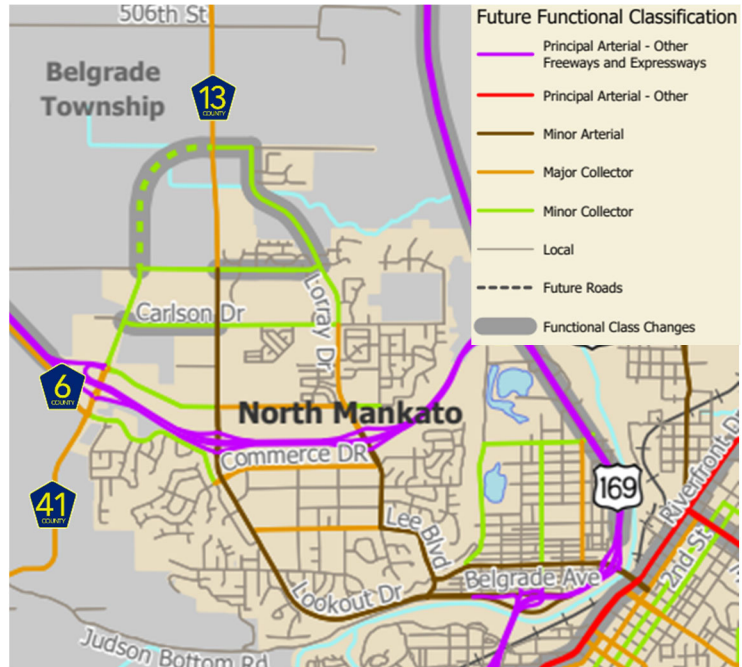 506th St
Future Functional Classification
Principal Arterial - Other
Freeways and Expressways
Principal Arterial - Other
Minor Arterial
Major Collector
Minor Collector
Local
Future Roads
Functional Class Changes
Belgrade
Township
13
COUNTY
Carlson Dr
Lorray Dr
6
COUNTY
North Mankato
Commerce DR
41
COUNTY
169
Riverfront Dr
Lee Blvd
2nd St
Belgrade Ave
Lookout Dr
Judson Bottom Rd